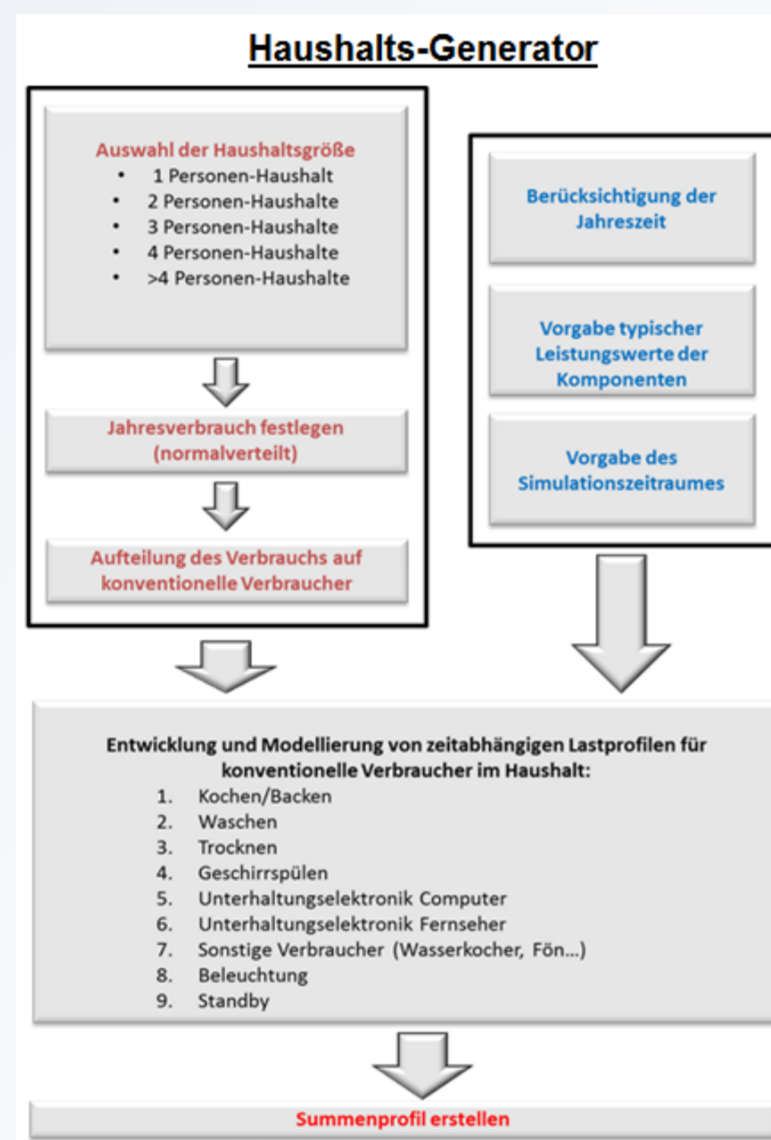 Haushalts-Generator
Auswahl der Haushaltsgröße
• 1 Personen-Haushalt
• 2 Personen-Haushalte
• 3 Personen-Haushalte
• 4 Personen-Haushalte
• >4 Personen-Haushalte
Jahresverbrauch festlegen
(normalverteilt)
Aufteilung des Verbrauchs auf
konventionelle Verbraucher
Berücksichtigung der
Jahreszeit
Vorgabe typischer
Leistungswerte der
Komponenten
Vorgabe des
Simulationszeitraumes
Entwicklung und Modellierung von zeitabhängigen Lastprofilen für
konventionelle Verbraucher im Haushalt:
1. Kochen/Backen
2. Waschen
3. Trocknen
4. Geschirrspülen
5. Unterhaltungselektronik Computer
6. Unterhaltungselektronik Fernseher
7. Sonstige Verbraucher (Wasserkocher, Fön...)
8. Beleuchtung
9. Standby
Summenprofil erstellen